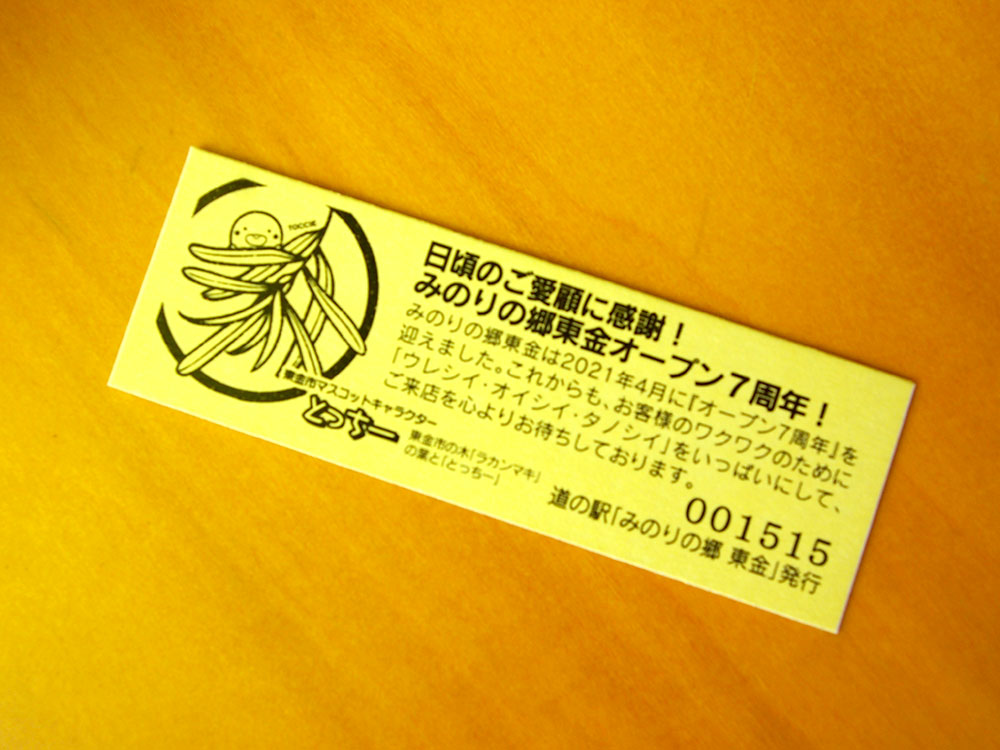 TOCCIE
東金市マスコットキャラクター
とっちー
東金市の木「ラカンマキ」
の葉と「とっちー」
日頃のご愛顧に感謝！
みのりの郷東金オープン7周年！
みのりの郷東金は2021年4月に「オープン7周年」を
迎えました。これからも、お客様のワクワクのために
「ウレシイ・オイシイ・タノシイ」をいっぱいにして、
ご来店を心よりお待ちしております。
001515
道の駅「みのりの郷 東金」発行